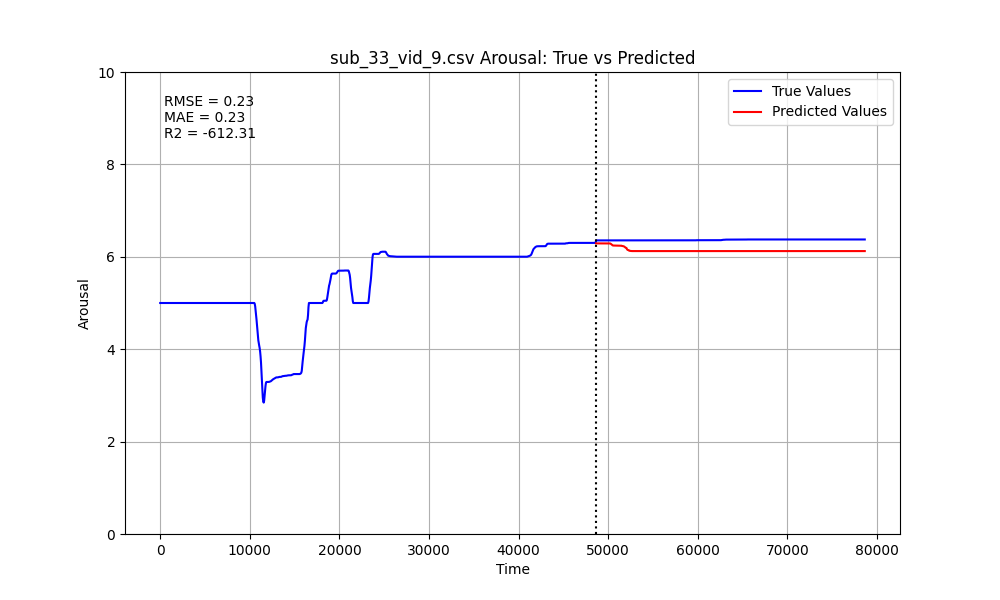 sub_33_vid_9.csv Arousal: True vs Predicted
RMSE = 0.23
MAE = 0.23
R2 = -612.31
True Values
Predicted Values
Arousal
10
8
6
4
2
0
0 10000 20000 30000 40000 50000 60000 70000 80000
Time